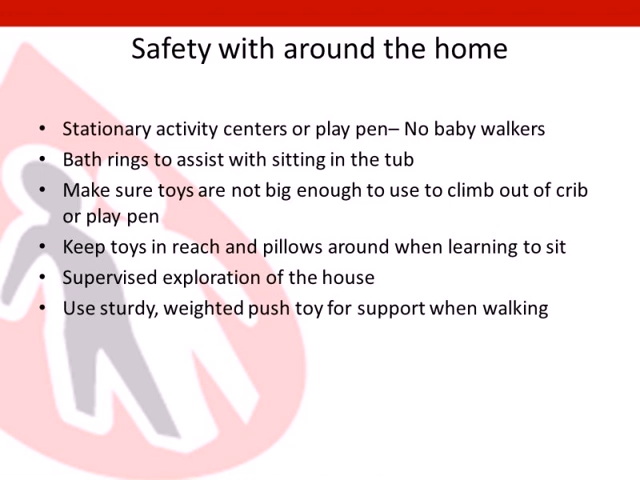 Safety with around the home
• Stationary activity centers or play pen– No baby walkers
• Bath rings to assist with sitting in the tub
• Make sure toys are not big enough to use to climb out of crib
or play pen
• Keep toys in reach and pillows around when learning to sit
• Supervised exploration of the house
• Use sturdy, weighted push toy for support when walking